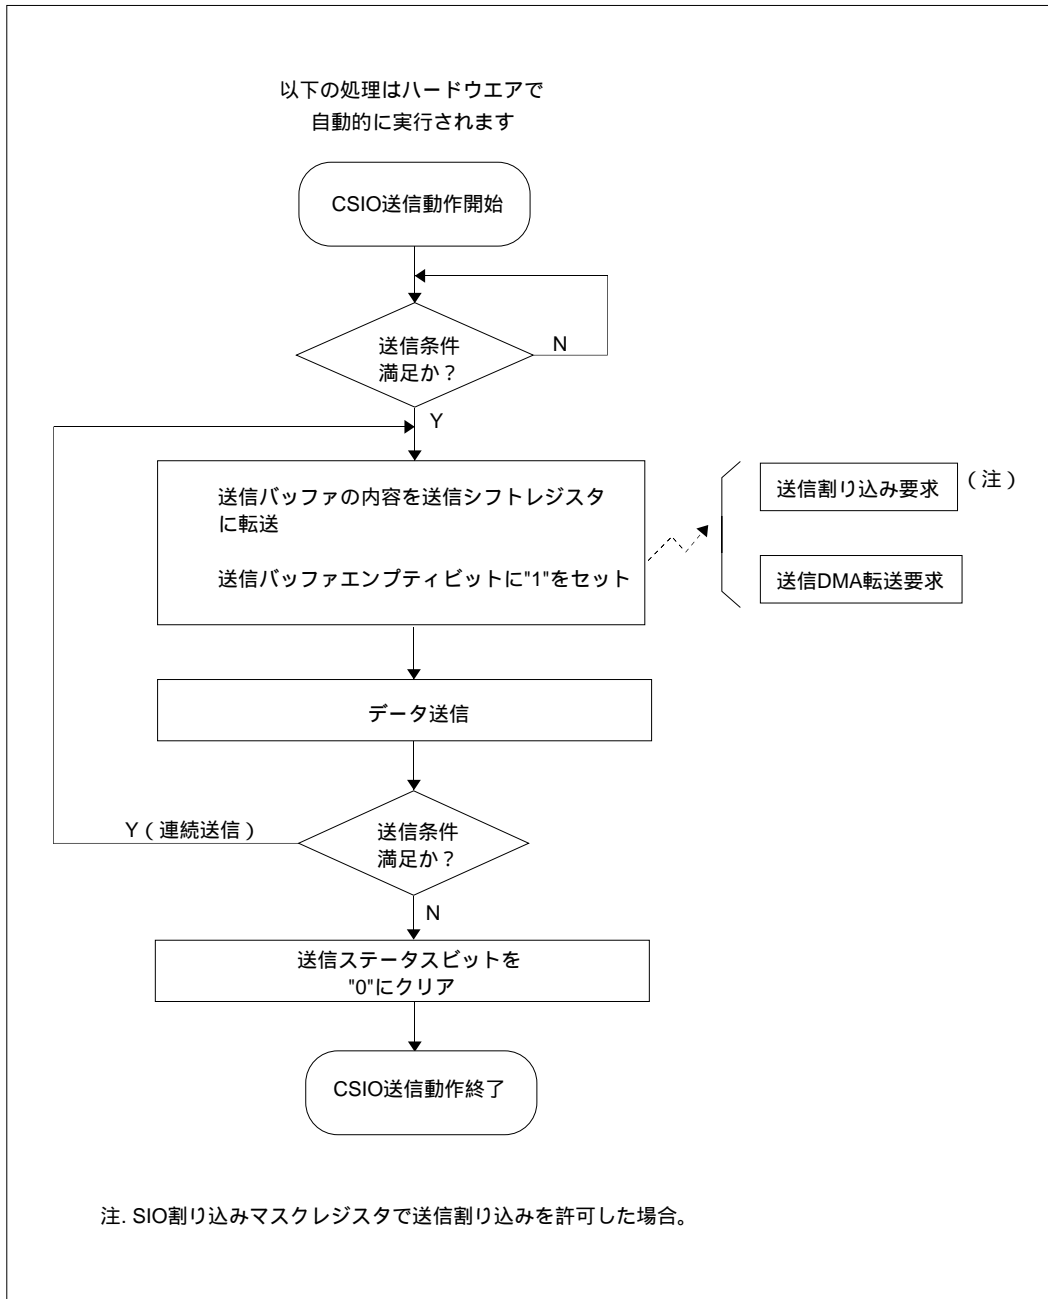 以下の処理はハードウエアで
自動的に実行されます
CSIO送信動作開始
送信条件
満足か？
N
Y
送信バッファの内容を送信シフトレジスタ
に転送
送信バッファエンプティビットに"1"をセット
送信割り込み要求
（注）
送信DMA転送要求
データ送信
Y（連続送信）
送信条件
満足か？
N
送信ステータスビットを
"0"にクリア
CSIO送信動作終了
注. SIO割り込みマスクレジスタで送信割り込みを許可した場合。